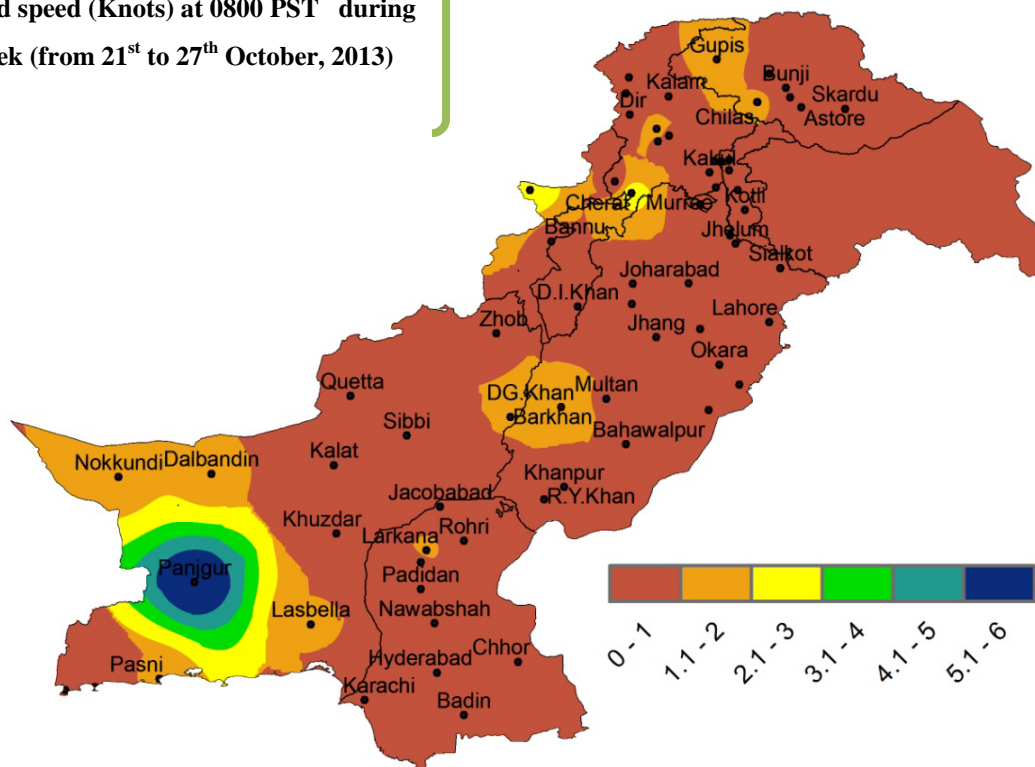 d speed (Knots) at 0800 PST during
ek (from 21st to 27th October, 2013)
Gupis
Bunji
Kalam
Skardu
Dir
Chilas
Astore
Kakul
Kotli
Cherat
Murree
Bannu
Jhelum
Sialkot
Joharabad
D.I.Khan
Lahore
Zhob
Jhang
Okara
Quetta
DG.Khan
Multan
Barkhan
Sibbi
Bahawalpur
Kalat
Nokkundi
Dalbandin
Khanpur
R.Y.Khan
Jacobabad
Khuzdar
Rohri
Larkana
Panjgur
Padidan
Lasbella
Nawabshah
Chhor
Pasni
Hyderabad
Karachi
Badin
0 - 1
1.1 - 2
2.1 - 3
3.1 - 4
4.1 - 5
5.1 - 6